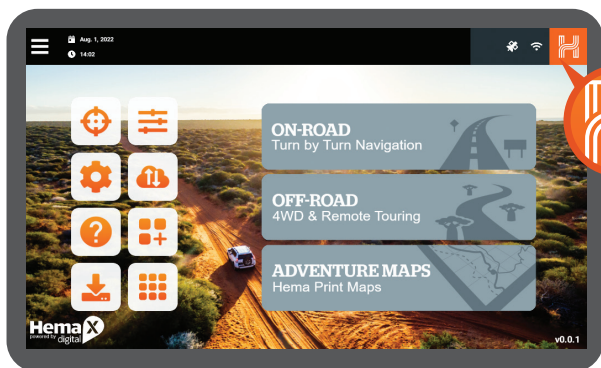 Aug. 1, 2022
14:02
ON-ROAD
Turn by Turn Navigation
OFF-ROAD
4WD & Remote Touring
ADVENTURE MAPS
Hema Print Maps
Hema X
powered by digital
v0.0.1